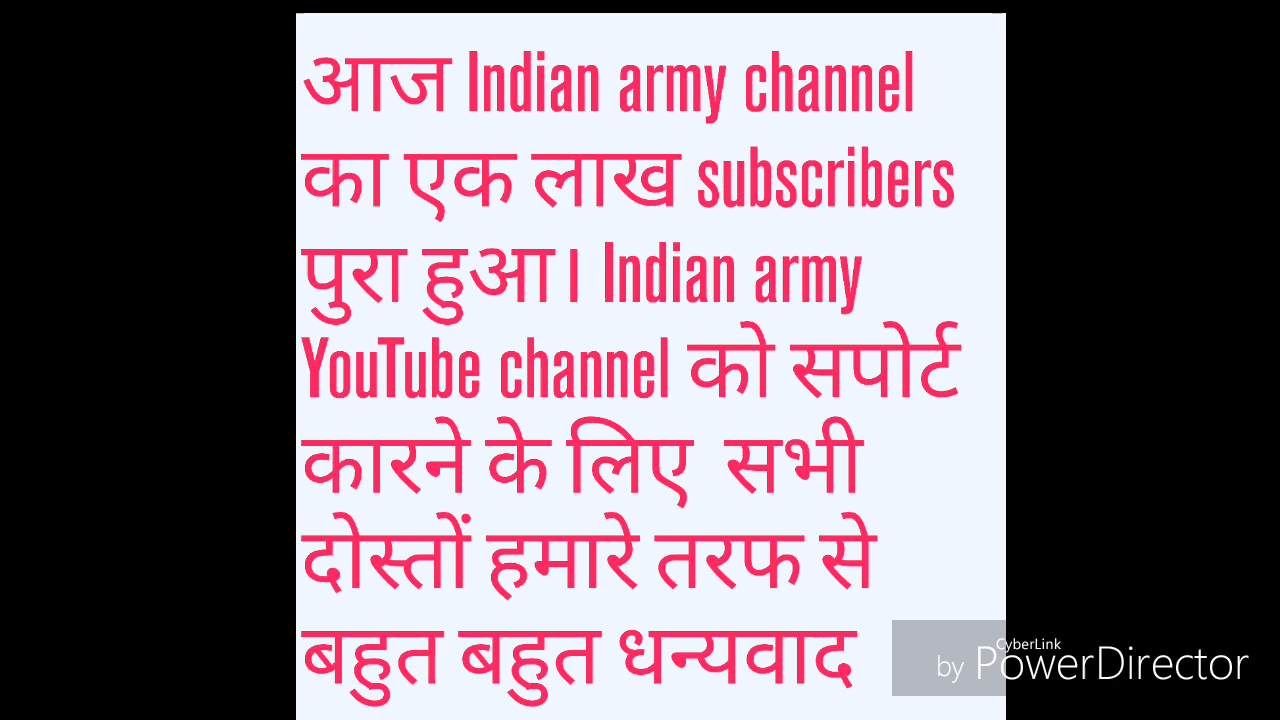 आज Indian army channel
का एक लाख subscribers
पुरा हुआ। Indian army
YouTube channel को सपोर्ट
कारने के लिए सभी
दोस्तों हमारे तरफ से
बहुत बहुत धन्यवाद
CyberLink
by PowerDirector